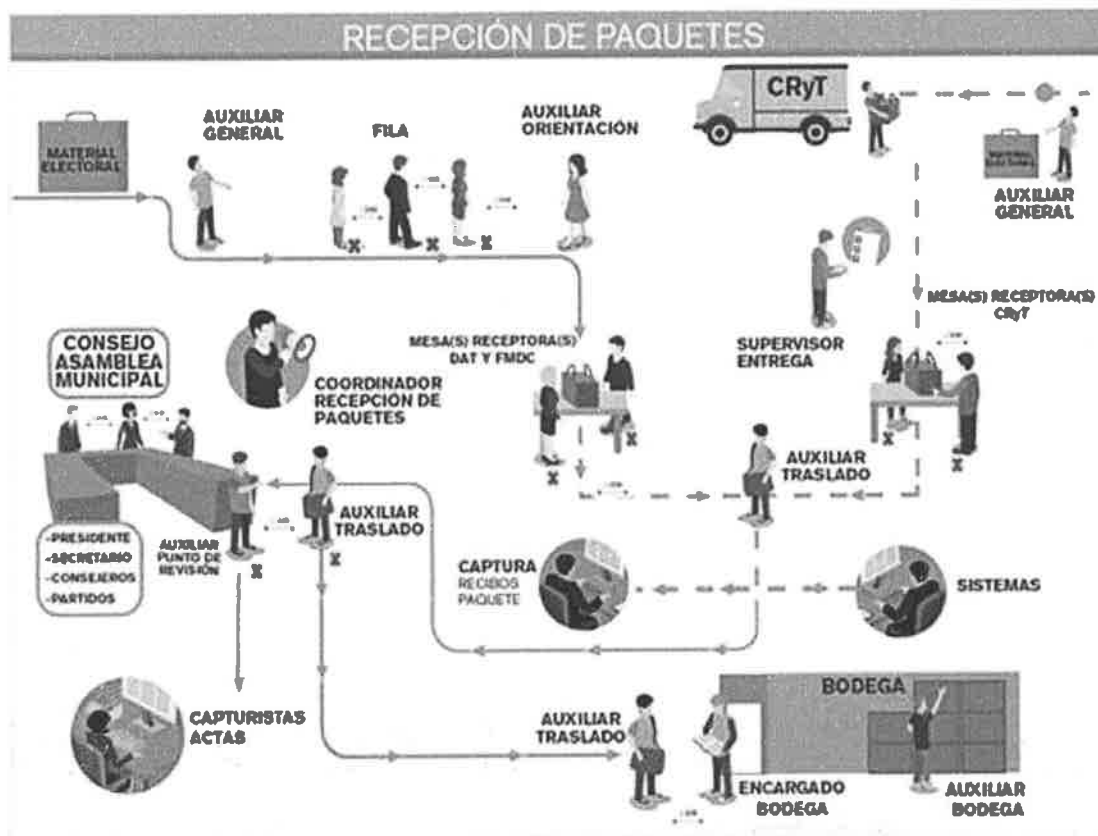 RECEPCIÓN DE PAQUETES
MATERIAL
ELECTORAL
AUXILIAR
GENERAL
FILA
AUXILIAR
ORIENTACIÓN
CRyT
AUXILIAR
GENERAL
MESA(S) RECEPTORA(S)
CRyT
SUPERVISOR
ENTREGA
MESA(S) RECEPTORA(S)
DAT Y FMDC
CONSEJO
ASAMBLEA
MUNICIPAL
COORDINADOR
RECEPCIÓN DE
PAQUETES
AUXILIAR
TRASLADO
AUXILIAR
TRASLADO
-PRESIDENTE
-SECRETARIO
-CONSEJEROS
-PARTIDOS
AUXILIAR
PUNTO DE
REVISIÓN
CAPTURA
RECIBOS
PAQUETE
SISTEMAS
CAPTURISTAS
ACTAS
AUXILIAR
TRASLADO
BODEGA
ENCARGADO
BODEGA
AUXILIAR
BODEGA